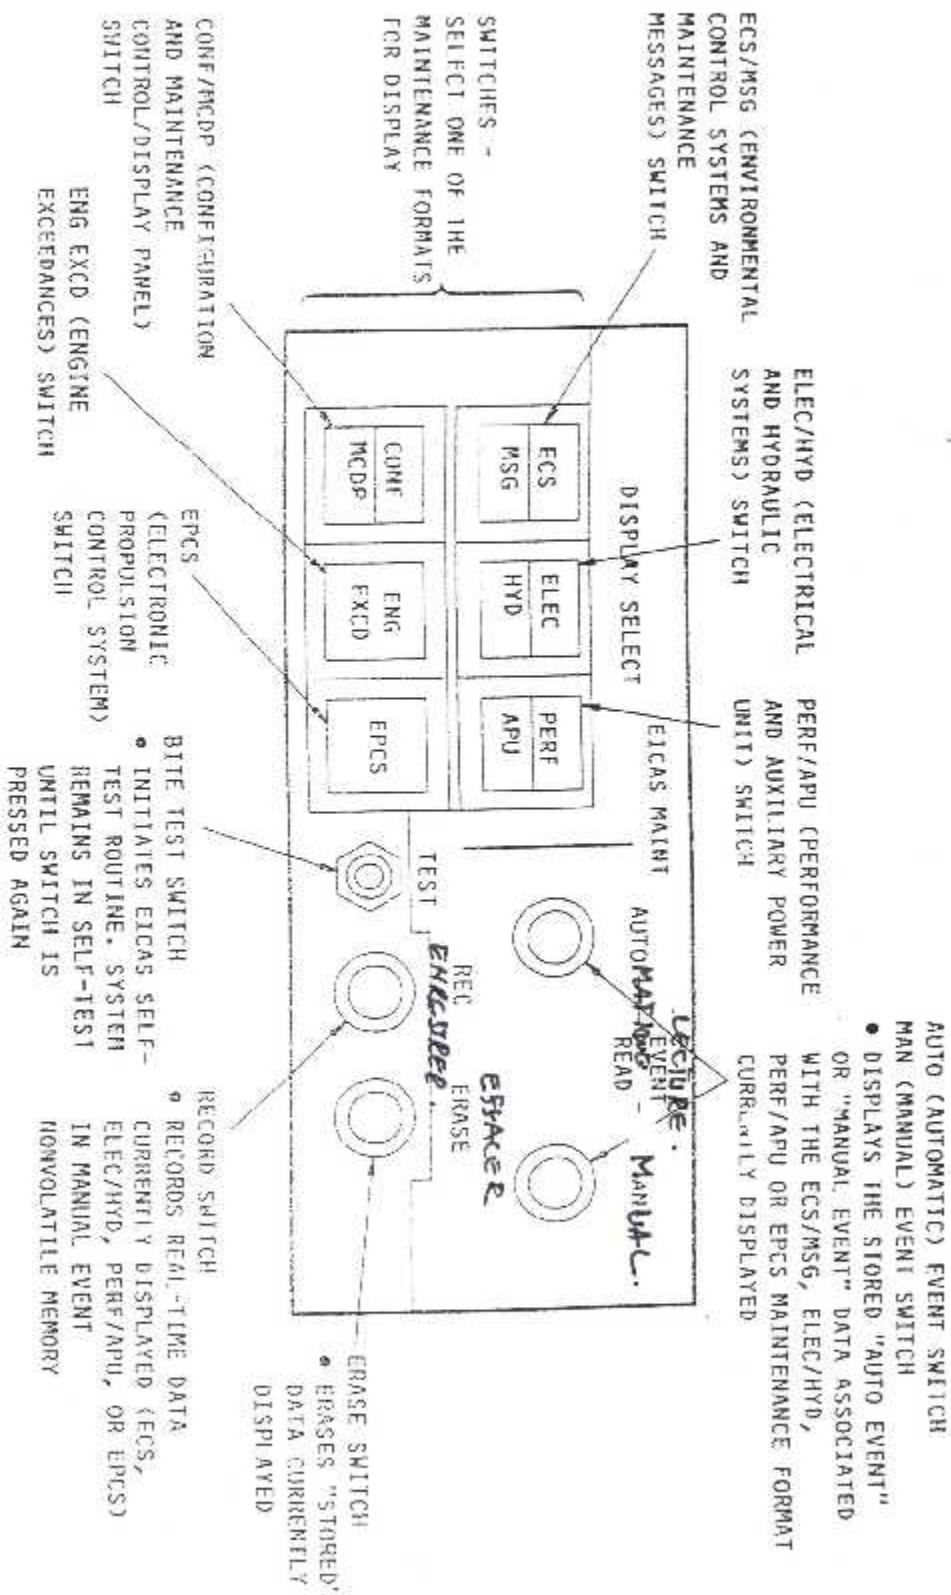 AUTO (AUTOMATIC) EVENT SWITCH
MAN (MANUAL) EVENT SWITCH
● DISPLAYS THE STORED "AUTO EVENT"
OR "MANUAL EVENT" DATA ASSOCIATED
WITH THE ECS/MSG, ELEC/HYD,
PERF/APU OR EPCS MAINTENANCE FORMAT
CURRENTLY DISPLAYED
PERF/APU (PERFORMANCE
AND AUXILIARY POWER
UNIT) SWITCH
ELEC/HYD (ELECTRICAL
AND HYDRAULIC
SYSTEMS) SWITCH
ECS/MSG (ENVIRONMENTAL
CONTROL SYSTEMS AND
MAINTENANCE
MESSAGES) SWITCH
SWITCHES -
SELECT ONE OF THE
MAINTENANCE FORMATS
FOR DISPLAY
EICAS MAINT
DISPLAY SELECT
LECTURE.
EVENT
READ
AUTOMATIQUE - MANUAL.
ECS
MSG
ELEC
HYD
PERF
APU
CONF
MCDP
ENG
EXCD
EPCS
TEST
REC
ENREGISTRER.
ERASE
EFFACER
CONF/MCDP (CONFIGURATION
AND MAINTENANCE
CONTROL/DISPLAY PANEL)
SWITCH
ENG EXCD (ENGINE
EXCEEDANCES) SWITCH
EPCS
(ELECTRONIC
PROPULSION
CONTROL SYSTEM)
SWITCH
BITE TEST SWITCH
● INITIATES EICAS SELF-
TEST ROUTINE. SYSTEM
REMAINS IN SELF-TEST
UNTIL SWITCH IS
PRESSED AGAIN
RECORD SWITCH
● RECORDS REAL-TIME DATA
CURRENTLY DISPLAYED (ECS,
ELEC/HYD, PERF/APU, OR EPCS)
IN MANUAL EVENT
NONVOLATILE MEMORY
ERASE SWITCH
● ERASES "STORED"
DATA CURRENTLY
DISPLAYED